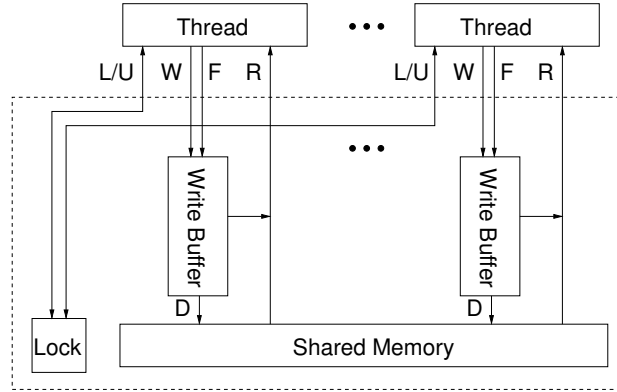 Thread
Thread
L/U W F R
L/U W F R
Write Buffer
Write Buffer
D
D
Lock
Shared Memory